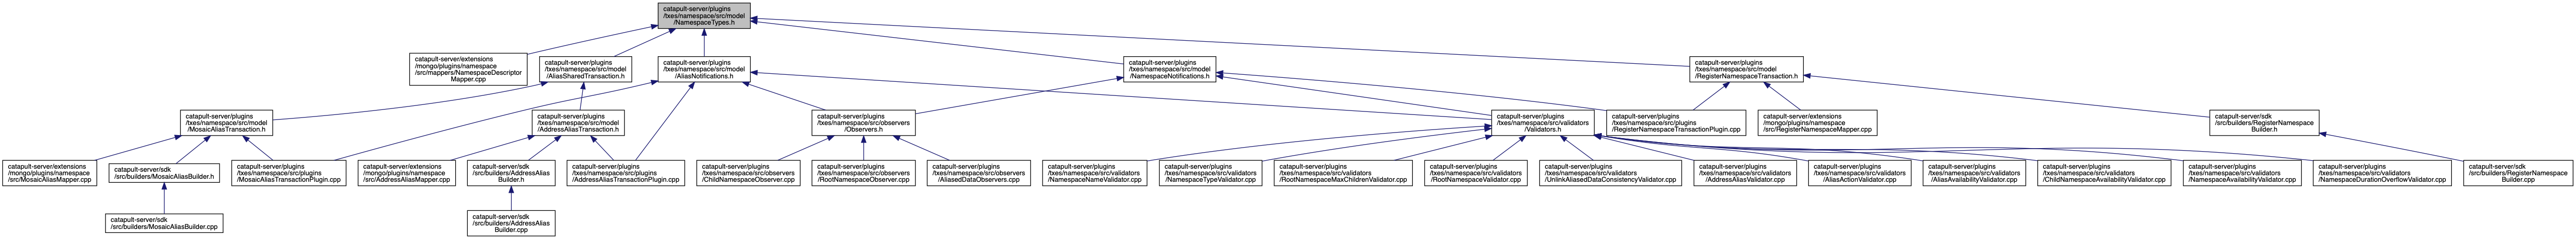 catapult-server/plugins
/txes/namespace/src/model
/NamespaceTypes.h
catapult-server/extensions
/mongo/plugins/namespace
/src/mappers/NamespaceDescriptor
Mapper.cpp
catapult-server/plugins
/txes/namespace/src/model
/AliasSharedTransaction.h
catapult-server/plugins
/txes/namespace/src/model
/AliasNotifications.h
catapult-server/plugins
/txes/namespace/src/model
/NamespaceNotifications.h
catapult-server/plugins
/txes/namespace/src/model
/RegisterNamespaceTransaction.h
catapult-server/plugins
/txes/namespace/src/model
/MosaicAliasTransaction.h
catapult-server/plugins
/txes/namespace/src/model
/AddressAliasTransaction.h
catapult-server/plugins
/txes/namespace/src/observers
/Observers.h
catapult-server/plugins
/txes/namespace/src/validators
/Validators.h
catapult-server/plugins
/txes/namespace/src/plugins
/RegisterNamespaceTransactionPlugin.cpp
catapult-server/extensions
/mongo/plugins/namespace
/src/RegisterNamespaceMapper.cpp
catapult-server/sdk
/src/builders/RegisterNamespace
Builder.h
catapult-server/extensions
/mongo/plugins/namespace
/src/MosaicAliasMapper.cpp
catapult-server/sdk
/src/builders/MosaicAliasBuilder.h
catapult-server/plugins
/txes/namespace/src/plugins
/MosaicAliasTransactionPlugin.cpp
catapult-server/extensions
/mongo/plugins/namespace
/src/AddressAliasMapper.cpp
catapult-server/sdk
/src/builders/AddressAlias
Builder.h
catapult-server/plugins
/txes/namespace/src/plugins
/AddressAliasTransactionPlugin.cpp
catapult-server/plugins
/txes/namespace/src/observers
/ChildNamespaceObserver.cpp
catapult-server/plugins
/txes/namespace/src/observers
/RootNamespaceObserver.cpp
catapult-server/plugins
/txes/namespace/src/observers
/AliasedDataObservers.cpp
catapult-server/plugins
/txes/namespace/src/validators
/NamespaceNameValidator.cpp
catapult-server/plugins
/txes/namespace/src/validators
/NamespaceTypeValidator.cpp
catapult-server/plugins
/txes/namespace/src/validators
/RootNamespaceMaxChildrenValidator.cpp
catapult-server/plugins
/txes/namespace/src/validators
/RootNamespaceValidator.cpp
catapult-server/plugins
/txes/namespace/src/validators
/UnlinkAliasedDataConsistencyValidator.cpp
catapult-server/plugins
/txes/namespace/src/validators
/AddressAliasValidator.cpp
catapult-server/plugins
/txes/namespace/src/validators
/AliasActionValidator.cpp
catapult-server/plugins
/txes/namespace/src/validators
/AliasAvailabilityValidator.cpp
catapult-server/plugins
/txes/namespace/src/validators
/ChildNamespaceAvailabilityValidator.cpp
catapult-server/plugins
/txes/namespace/src/validators
/NamespaceAvailabilityValidator.cpp
catapult-server/plugins
/txes/namespace/src/validators
/NamespaceDurationOverflowValidator.cpp
catapult-server/sdk
/src/builders/RegisterNamespace
Builder.cpp
catapult-server/sdk
/src/builders/MosaicAliasBuilder.cpp
catapult-server/sdk
/src/builders/AddressAlias
Builder.cpp